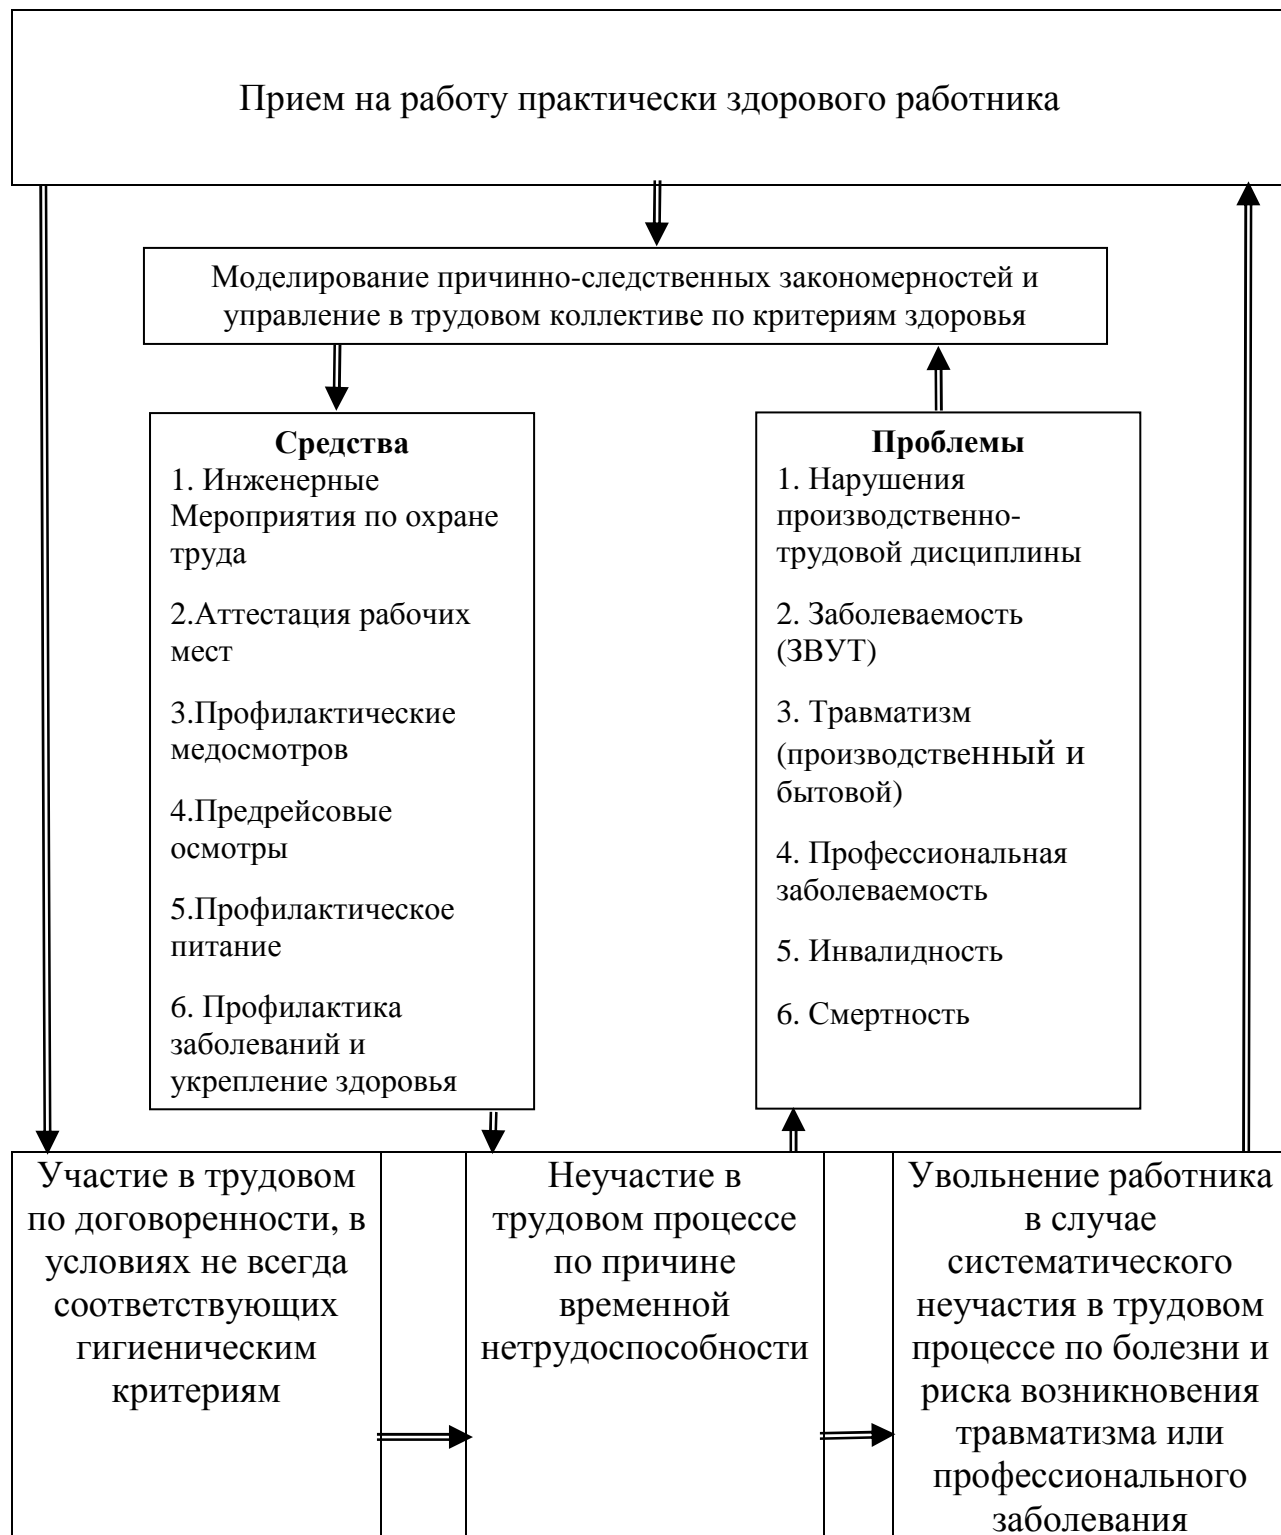 Прием на работу практически здорового работника
Моделирование причинно-следственных закономерностей и
управление в трудовом коллективе по критериям здоровья
Средства
1. Инженерные
Мероприятия по охране
труда
2.Аттестация рабочих
мест
3.Профилактические
медосмотров
4.Предрейсовые
осмотры
5.Профилактическое
питание
6. Профилактика
заболеваний и
укрепление здоровья
Проблемы
1. Нарушения
производственно-
трудовой дисциплины
2. Заболеваемость
(ЗВУТ)
3. Травматизм
(производственный и
бытовой)
4. Профессиональная
заболеваемость
5. Инвалидность
6. Смертность
Участие в трудовом
по договоренности, в
условиях не всегда
соответствующих
гигиеническим
критериям
Неучастие в
трудовом процессе
по причине
временной
нетрудоспособности
Увольнение работника
в случае
систематического
неучастия в трудовом
процессе по болезни и
риска возникновения
травматизма или
профессионального
заболевания